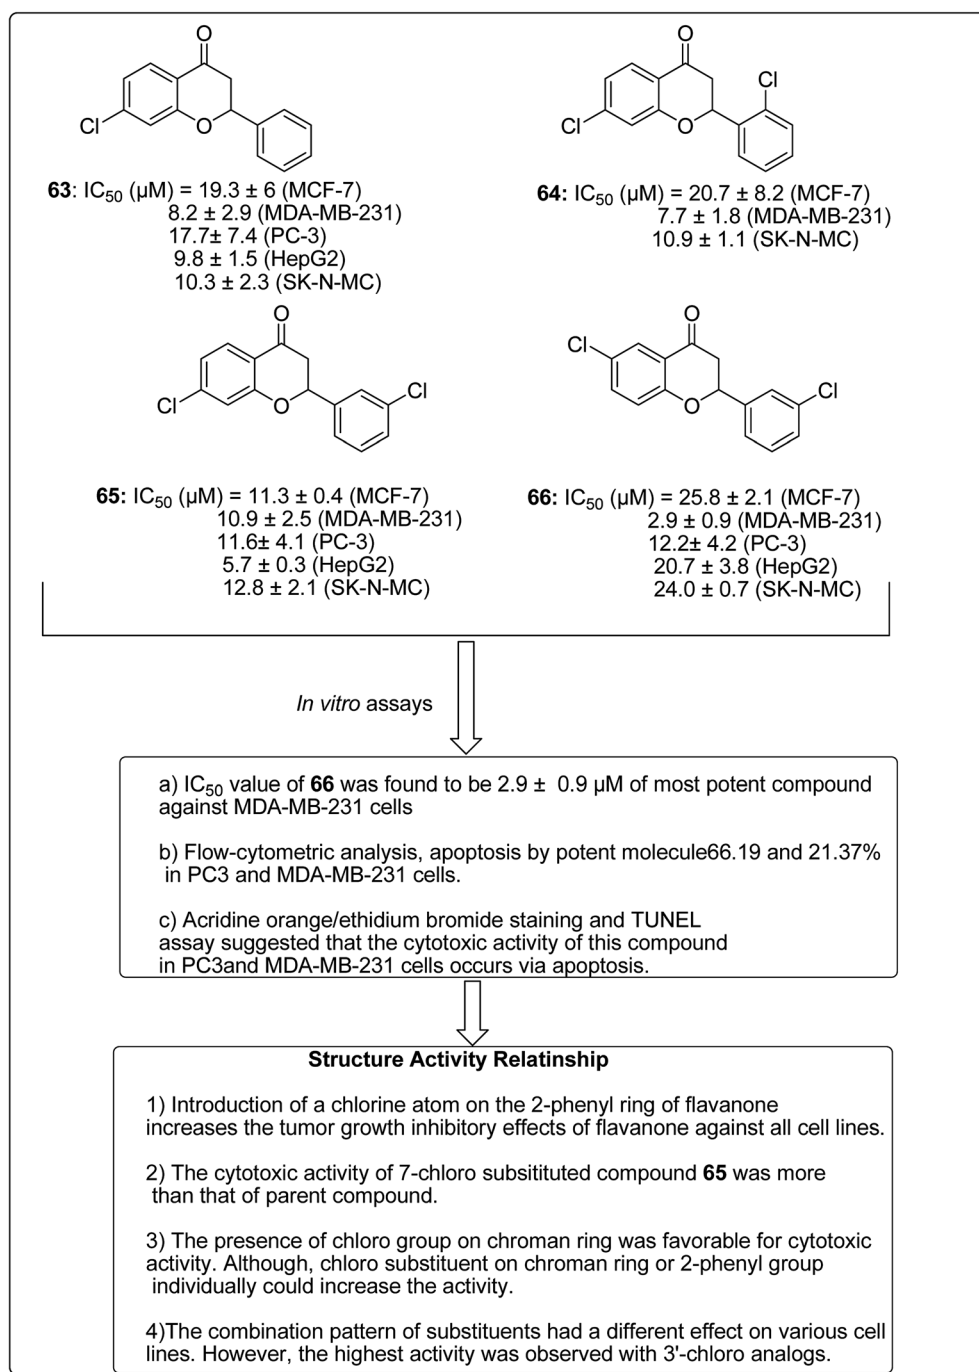 O
O
Cl
Cl
O
Cl
O
63: IC50 (µM) = 19.3 ± 6 (MCF-7)
8.2 ± 2.9 (MDA-MB-231)
17.7± 7.4 (PC-3)
9.8 ± 1.5 (HepG2)
10.3 ± 2.3 (SK-N-MC)
64: IC50 (µM) = 20.7 ± 8.2 (MCF-7)
7.7 ± 1.8 (MDA-MB-231)
10.9 ± 1.1 (SK-N-MC)
O
O
Cl
Cl
Cl
O
Cl
O
65: IC50 (µM) = 11.3 ± 0.4 (MCF-7)
10.9 ± 2.5 (MDA-MB-231)
11.6± 4.1 (PC-3)
5.7 ± 0.3 (HepG2)
12.8 ± 2.1 (SK-N-MC)
66: IC50 (µM) = 25.8 ± 2.1 (MCF-7)
2.9 ± 0.9 (MDA-MB-231)
12.2± 4.2 (PC-3)
20.7 ± 3.8 (HepG2)
24.0 ± 0.7 (SK-N-MC)
In vitro assays
a) IC50 value of 66 was found to be 2.9 ± 0.9 µM of most potent compound
against MDA-MB-231 cells
b) Flow-cytometric analysis, apoptosis by potent molecule66.19 and 21.37%
in PC3 and MDA-MB-231 cells.
c) Acridine orange/ethidium bromide staining and TUNEL
assay suggested that the cytotoxic activity of this compound
in PC3and MDA-MB-231 cells occurs via apoptosis.
Structure Activity Relatinship
1) Introduction of a chlorine atom on the 2-phenyl ring of flavanone
increases the tumor growth inhibitory effects of flavanone against all cell lines.
2) The cytotoxic activity of 7-chloro subsitituted compound 65 was more
than that of parent compound.
3) The presence of chloro group on chroman ring was favorable for cytotoxic
activity. Although, chloro substituent on chroman ring or 2-phenyl group
individually could increase the activity.
4)The combination pattern of substituents had a different effect on various cell
lines. However, the highest activity was observed with 3'-chloro analogs.